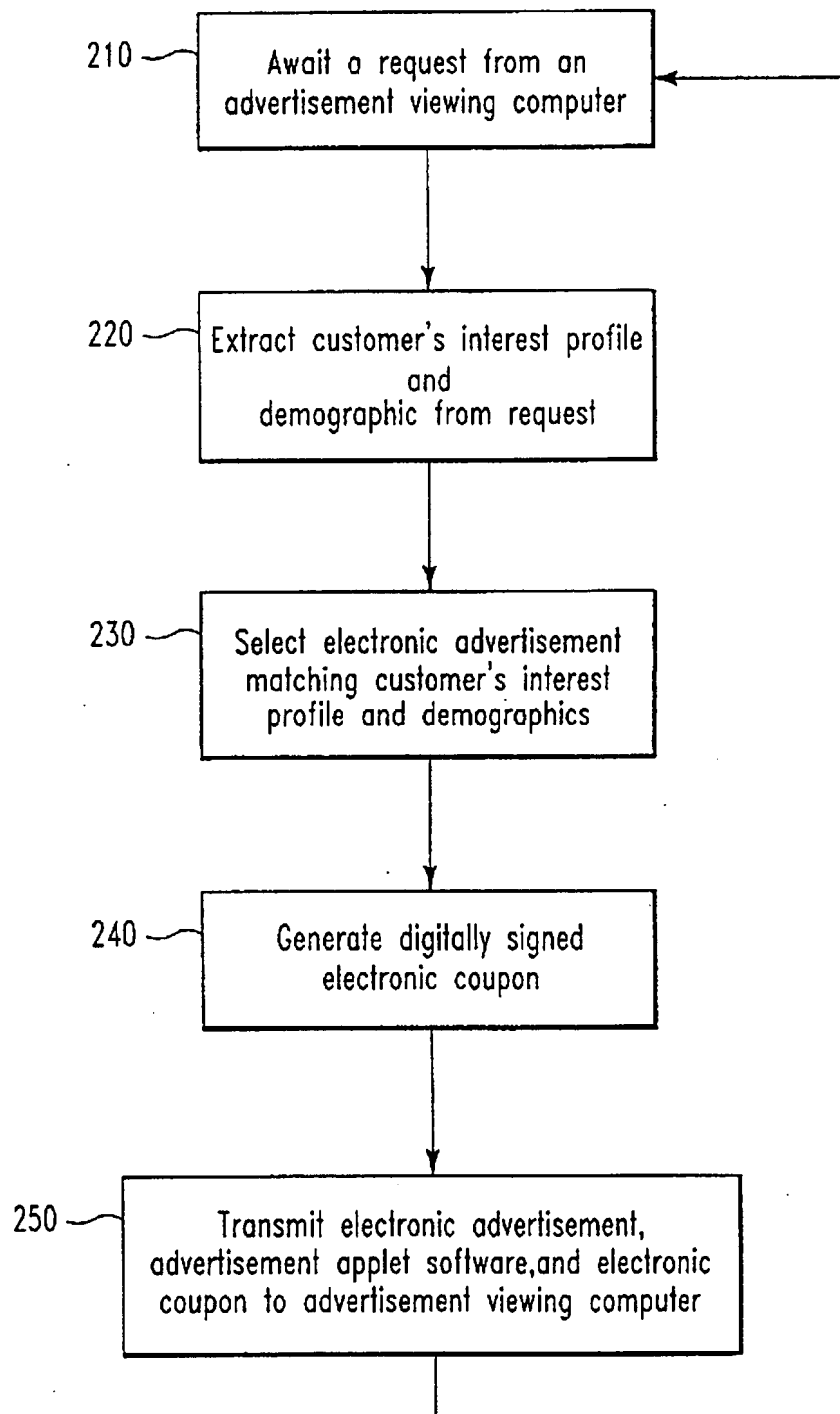 210
Await a request from an
advertisement viewing computer
220
Extract customer's interest profile
and
demographic from request
230
Select electronic advertisement
matching customer's interest
profile and demographics
240
Generate digitally signed
electronic coupon
250
Transmit electronic advertisement,
advertisement applet software,and electronic
coupon to advertisement viewing computer